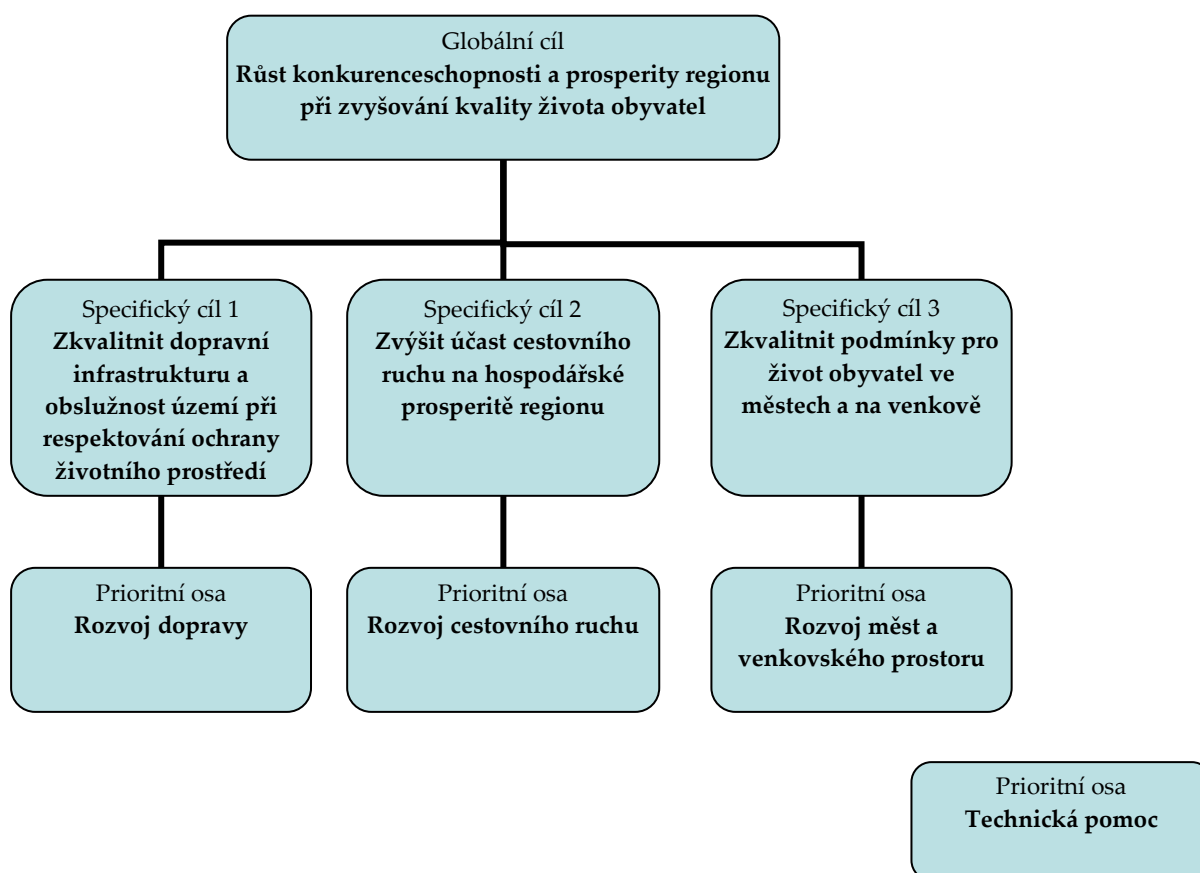 Globální cíl
Růst konkurenceschopnosti a prosperity regionu
při zvyšování kvality života obyvatel
Specifický cíl 1
Zkvalitnit dopravní
infrastrukturu a
obslužnost území při
respektování ochrany
životního prostředí
Specifický cíl 2
Zvýšit účast cestovního
ruchu na hospodářské
prosperitě regionu
Specifický cíl 3
Zkvalitnit podmínky pro
život obyvatel ve
městech a na venkově
Prioritní osa
Rozvoj dopravy
Prioritní osa
Rozvoj cestovního ruchu
Prioritní osa
Rozvoj měst a
venkovského prostoru
Prioritní osa
Technická pomoc